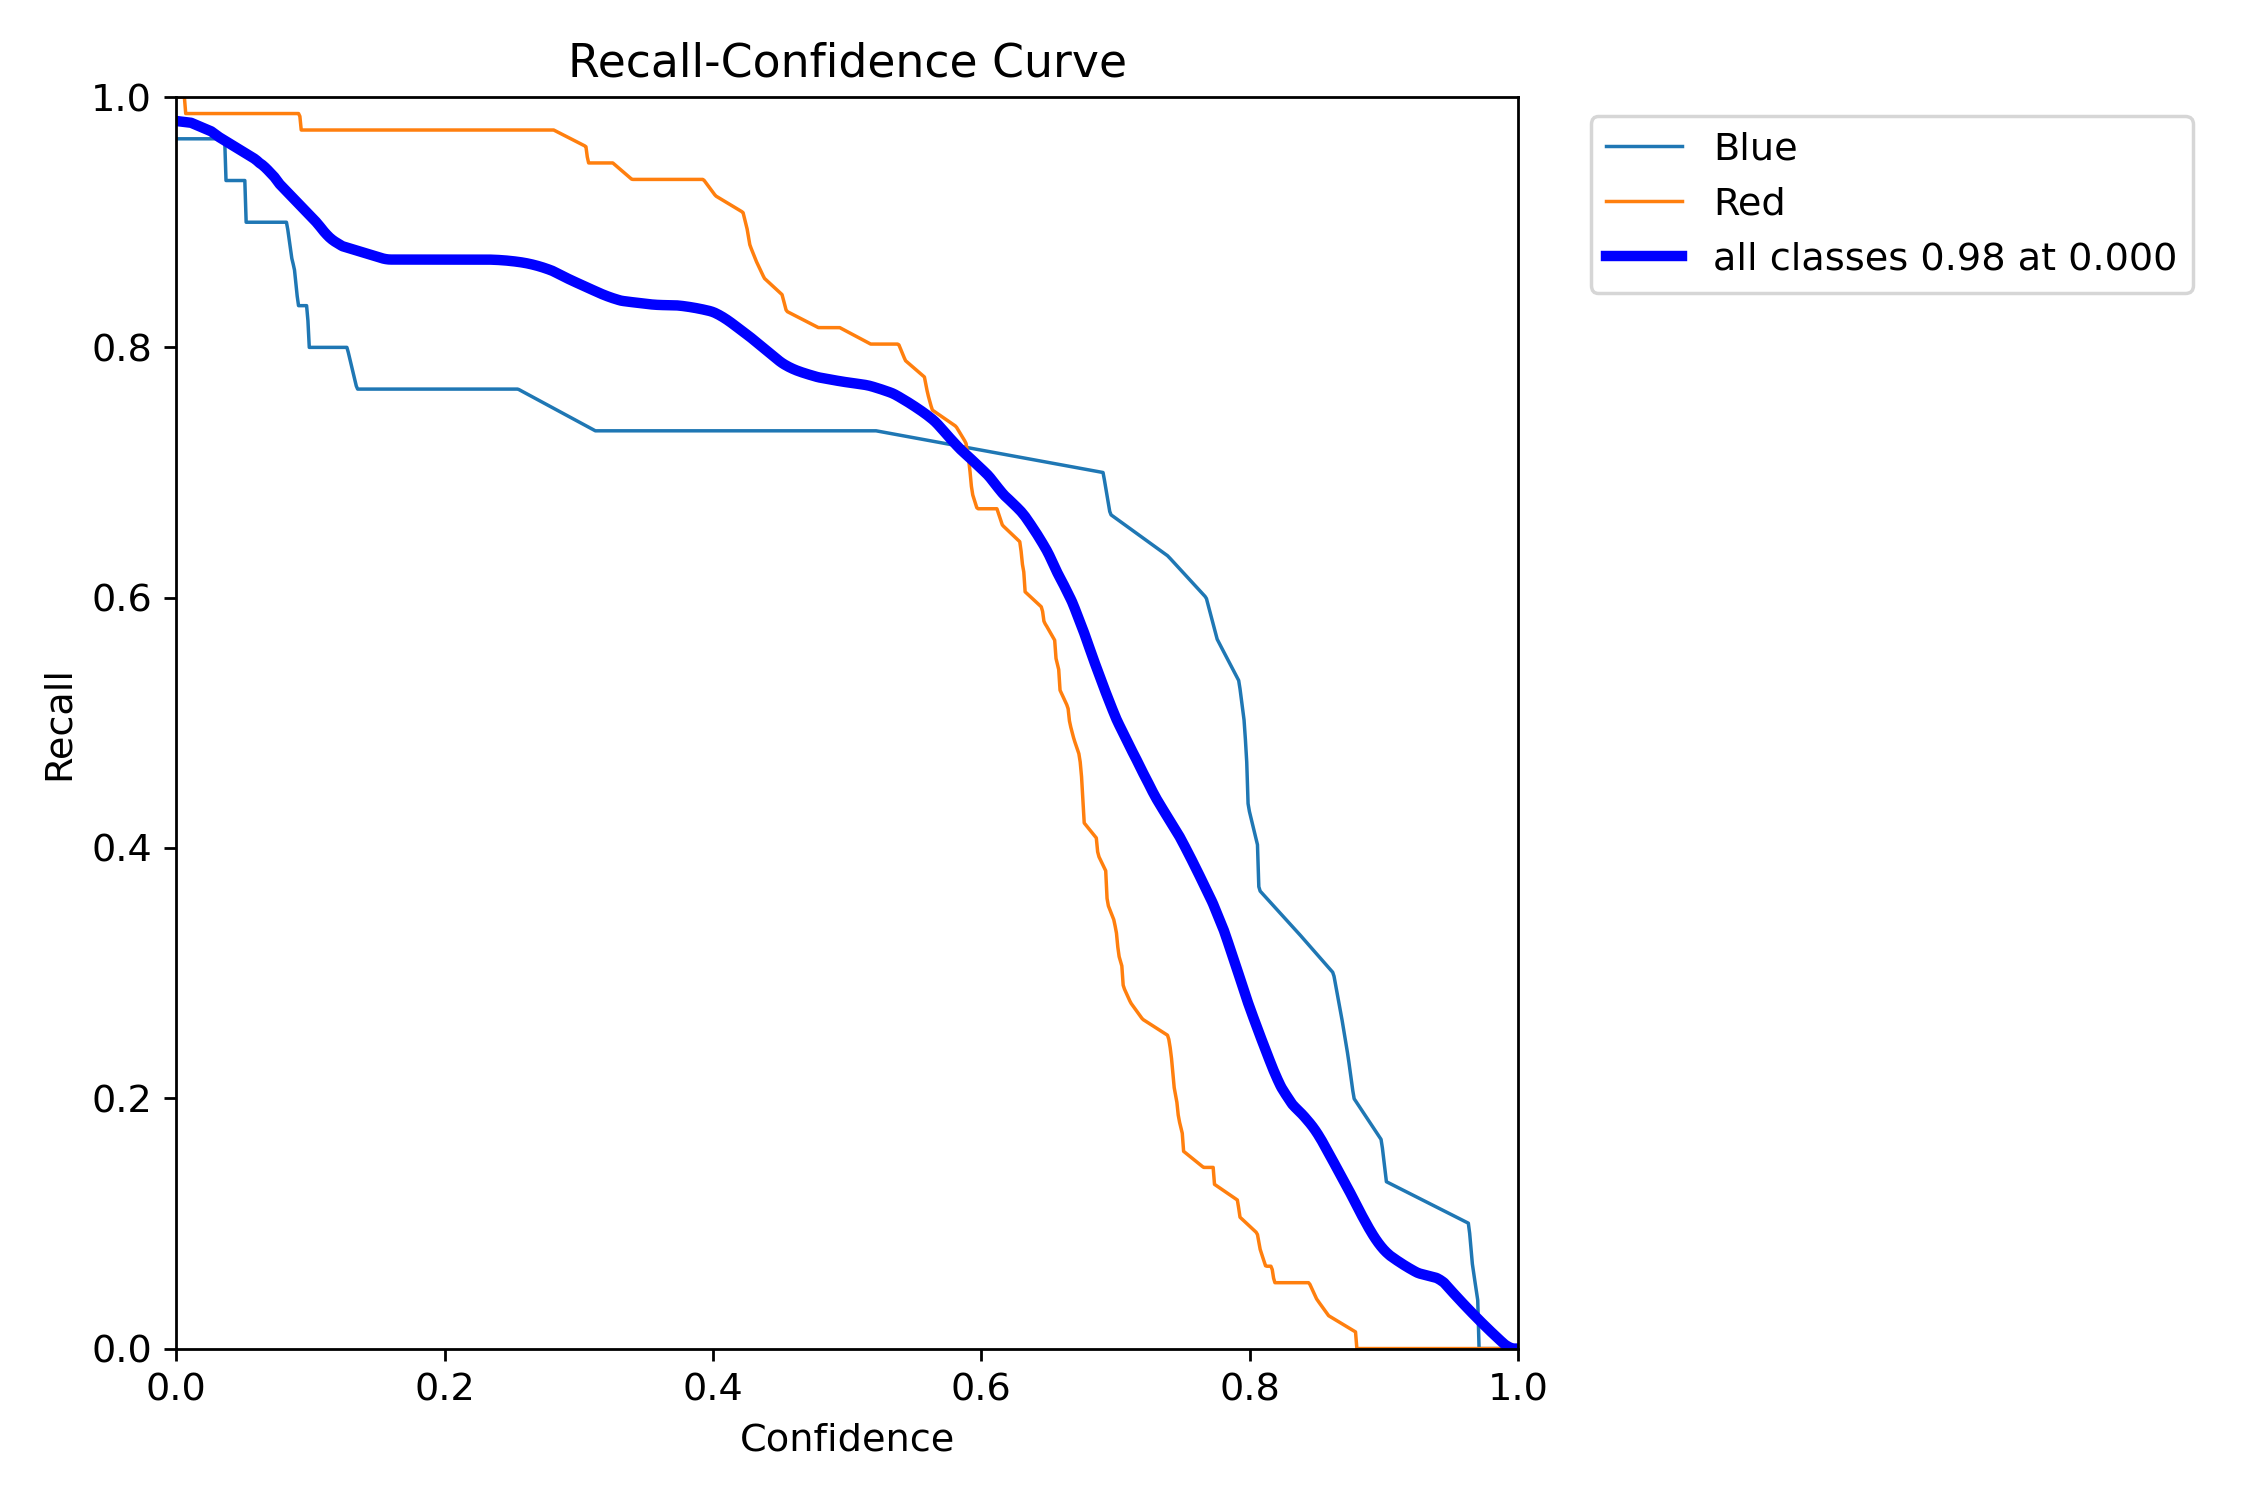 Recall-Confidence Curve
1.0
0.8
0.6
0.4
0.2
0.0
Recall
0.0 0.2 0.4 0.6 0.8 1.0
Confidence
Blue
Red
all classes 0.98 at 0.000